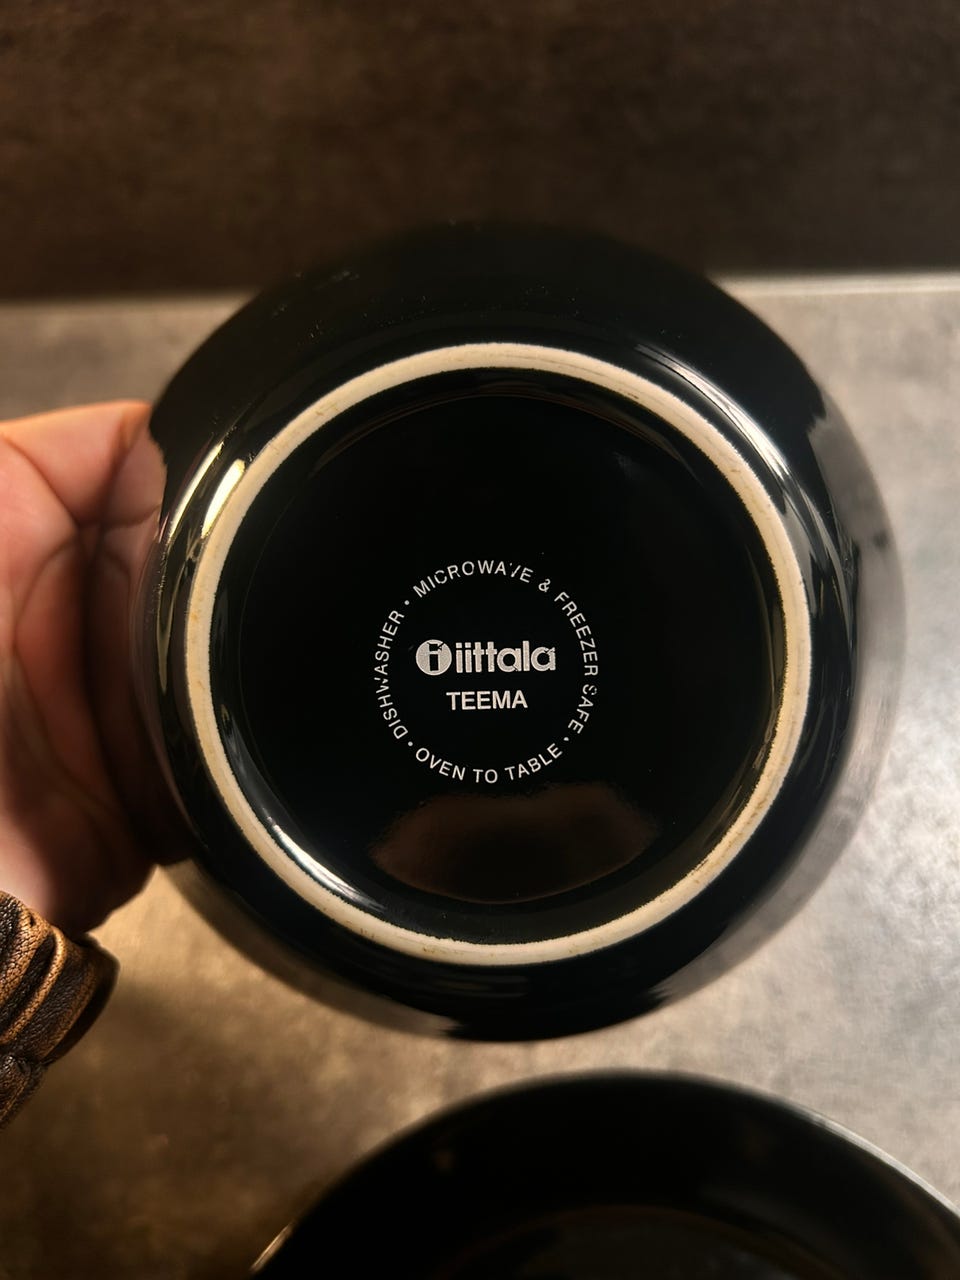 DISHWASHER • MICROWAVE & FREEZER SAFE • OVEN TO TABLE •
i iittala
TEEMA